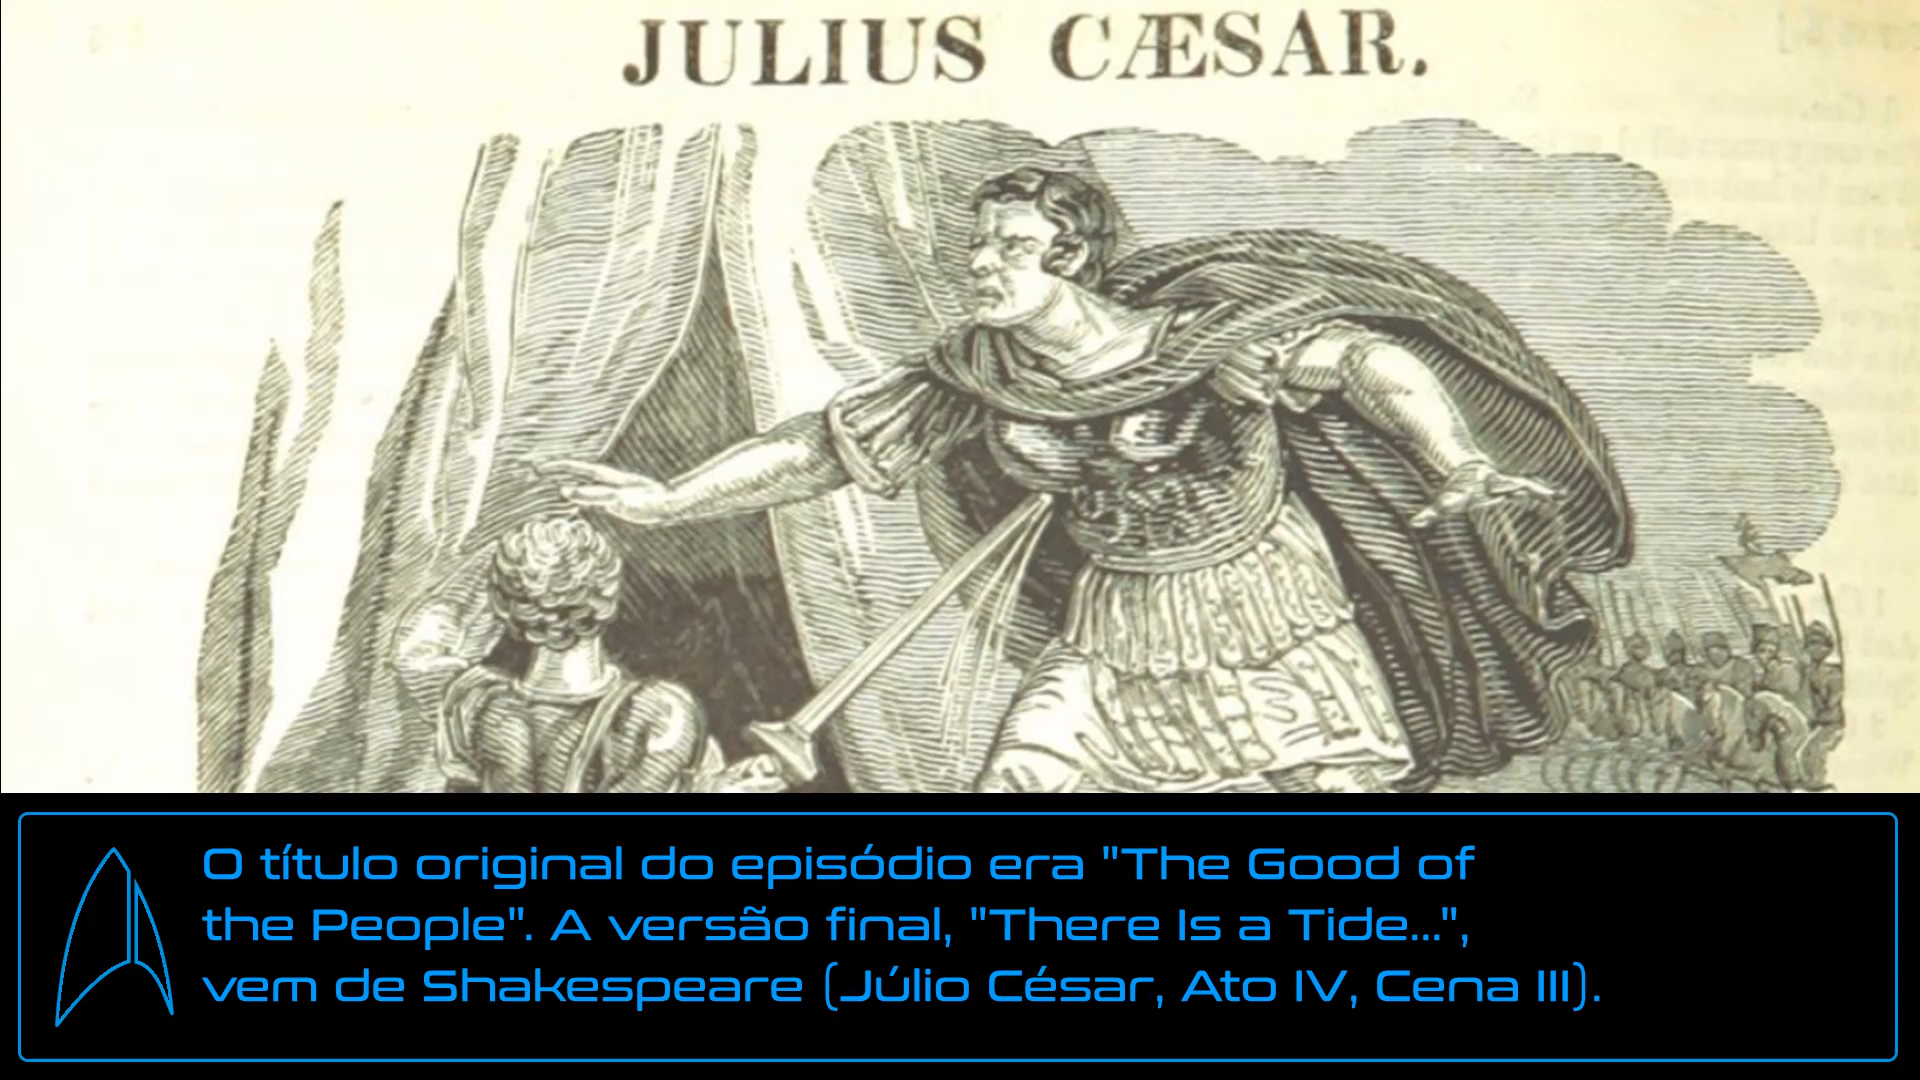 JULIUS CÆSAR.
O título original do episódio era "The Good of
the People". A versão final, "There Is a Tide...",
vem de Shakespeare (Júlio César, Ato IV, Cena III).